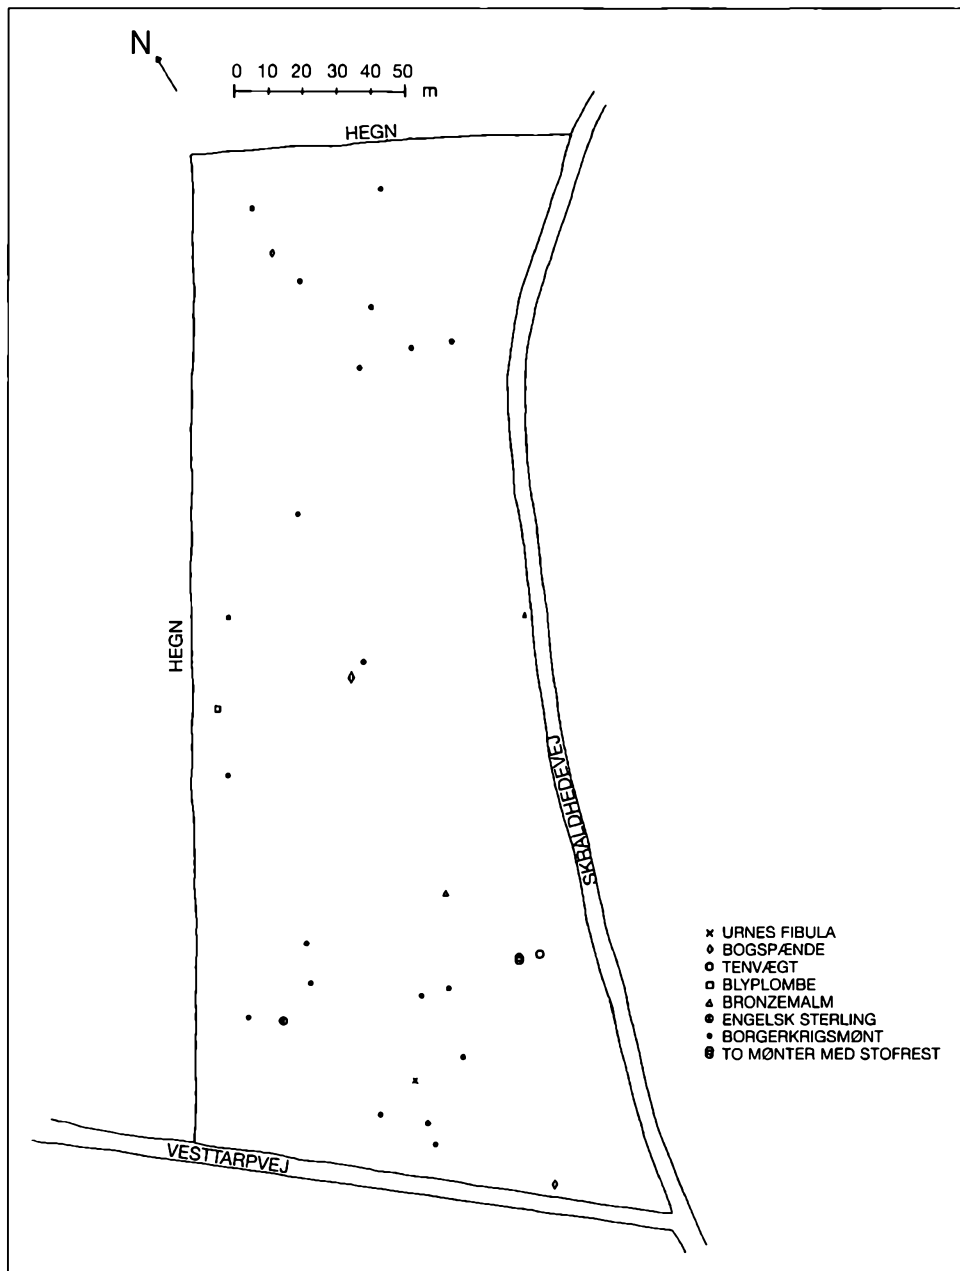 N
0 10 20 30 40 50 m
HEGN
HEGN
SKRALDHEDEVEJ
URNES FIBULA
BOGSPÆNDE
TENVÆGT
BLYPLOMBE
BRONZEMALM
ENGELSK STERLING
BORGERKRIGSMØNT
TO MØNTER MED STOFREST
VESTTARPVEJ